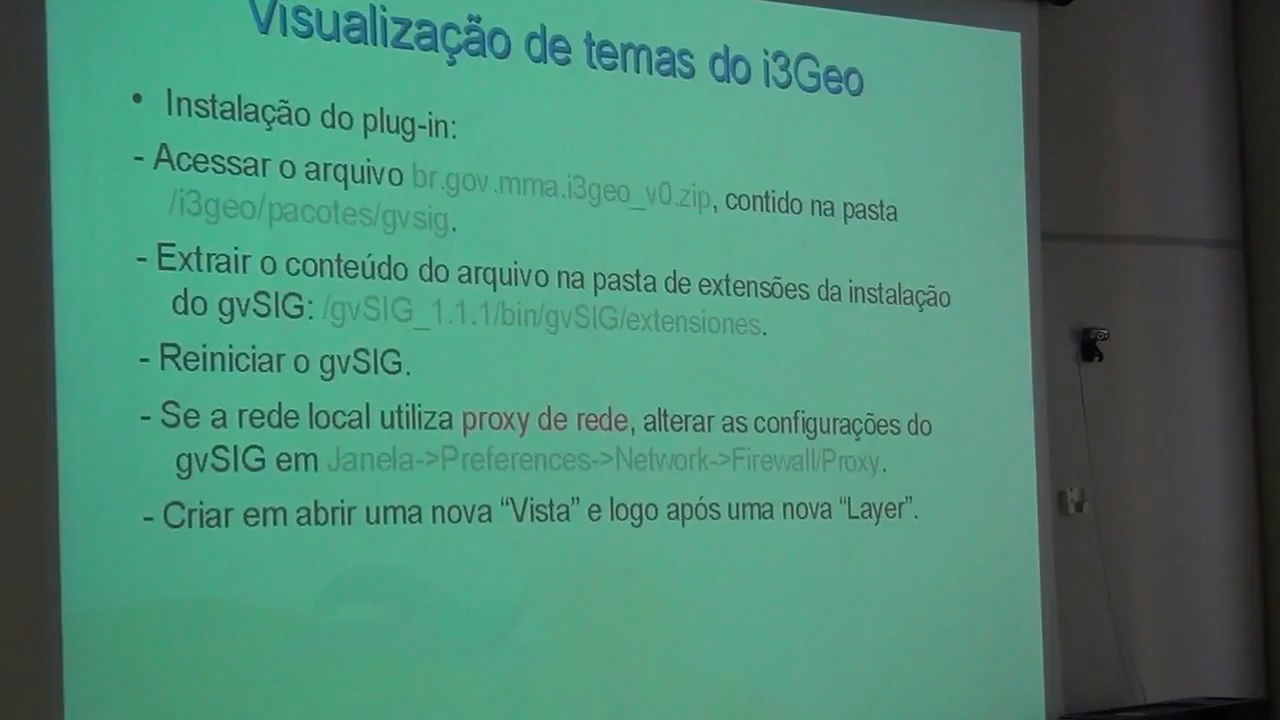 Visualização de temas do i3Geo
• Instalação do plug-in:
- Acessar o arquivo br.gov.mma.i3geo_v0.zip, contido na pasta
/i3geo/pacotes/gvsig.
- Extrair o conteúdo do arquivo na pasta de extensões da instalação
do gvSIG: /gvSIG_1.1.1/bin/gvSIG/extensiones.
- Reiniciar o gvSIG.
- Se a rede local utiliza proxy de rede, alterar as configurações do
gvSIG em Janela->Preferences->Network->Firewall/Proxy.
- Criar em abrir uma nova “Vista” e logo após uma nova “Layer”.